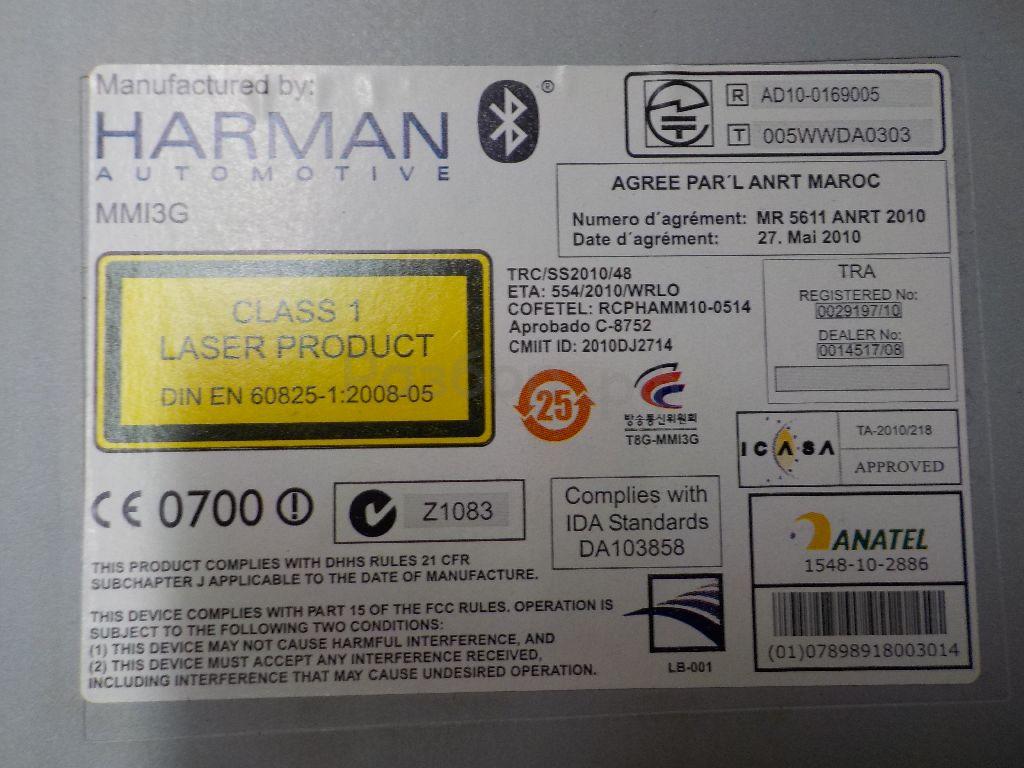 Manufactured by:
HARMAN
AUTOMOTIVE
MMI3G
®
R AD10-0169005
T 005WWDA0303
AGREE PAR´L ANRT MAROC
Numero d´agrément: MR 5611 ANRT 2010
Date d´agrément: 27. Mai 2010
CLASS 1
LASER PRODUCT
DIN EN 60825-1:2008-05
TRC/SS2010/48
ETA: 554/2010/WRLO
COFETEL: RCPHAMM10-0514
Aprobado C-8752
CMIIT ID: 2010DJ2714
TRA
REGISTERED No:
0029197/10
DEALER No:
0014517/08
25
방송통신위원회
T8G-MMI3G
ICASA
TA-2010/218
APPROVED
CE 0700
Z1083
Complies with
IDA Standards
DA103858
ANATEL
1548-10-2886
(01)07898918003014
THIS PRODUCT COMPLIES WITH DHHS RULES 21 CFR
SUBCHAPTER J APPLICABLE TO THE DATE OF MANUFACTURE.
THIS DEVICE COMPLIES WITH PART 15 OF THE FCC RULES. OPERATION IS
SUBJECT TO THE FOLLOWING TWO CONDITIONS:
(1) THIS DEVICE MAY NOT CAUSE HARMFUL INTERFERENCE, AND
(2) THIS DEVICE MUST ACCEPT ANY INTERFERENCE RECEIVED,
INCLUDING INTERFERENCE THAT MAY CAUSE UNDESIRED OPERATION.
LB-001